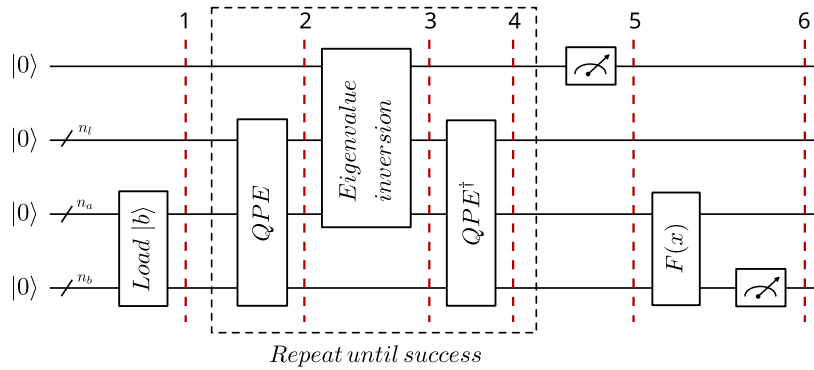 1 2 3 4 5 6
|0⟩
|0⟩ n_l
Eigenvalue
inversion
|0⟩ n_a
Load |b⟩
QPE
QPE†
F(x)
|0⟩ n_b
Repeat until success